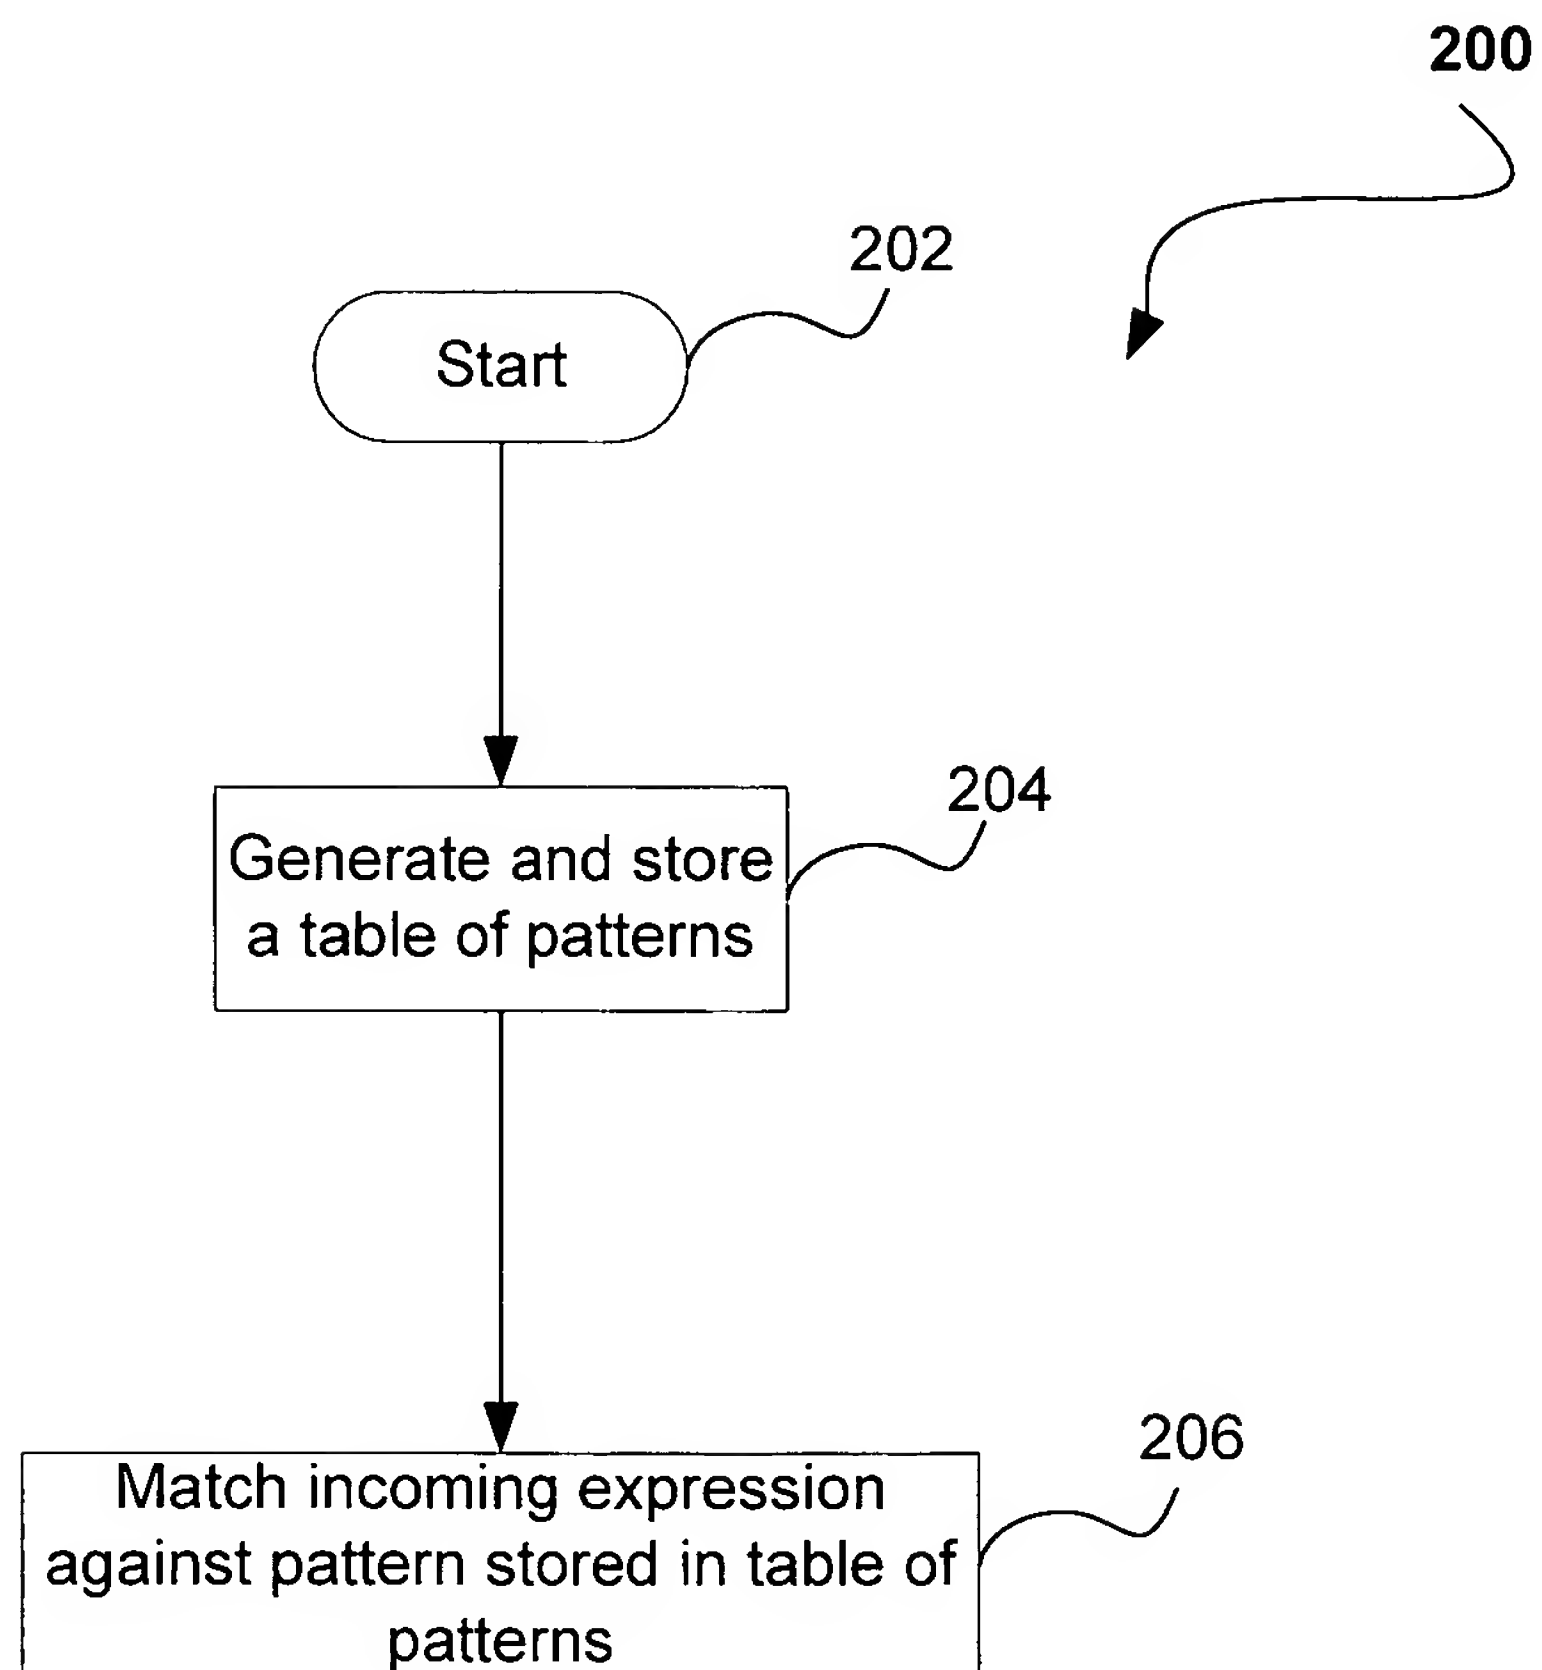 200
202
Start
204
Generate and store
a table of patterns
206
Match incoming expression
against pattern stored in table of
patterns